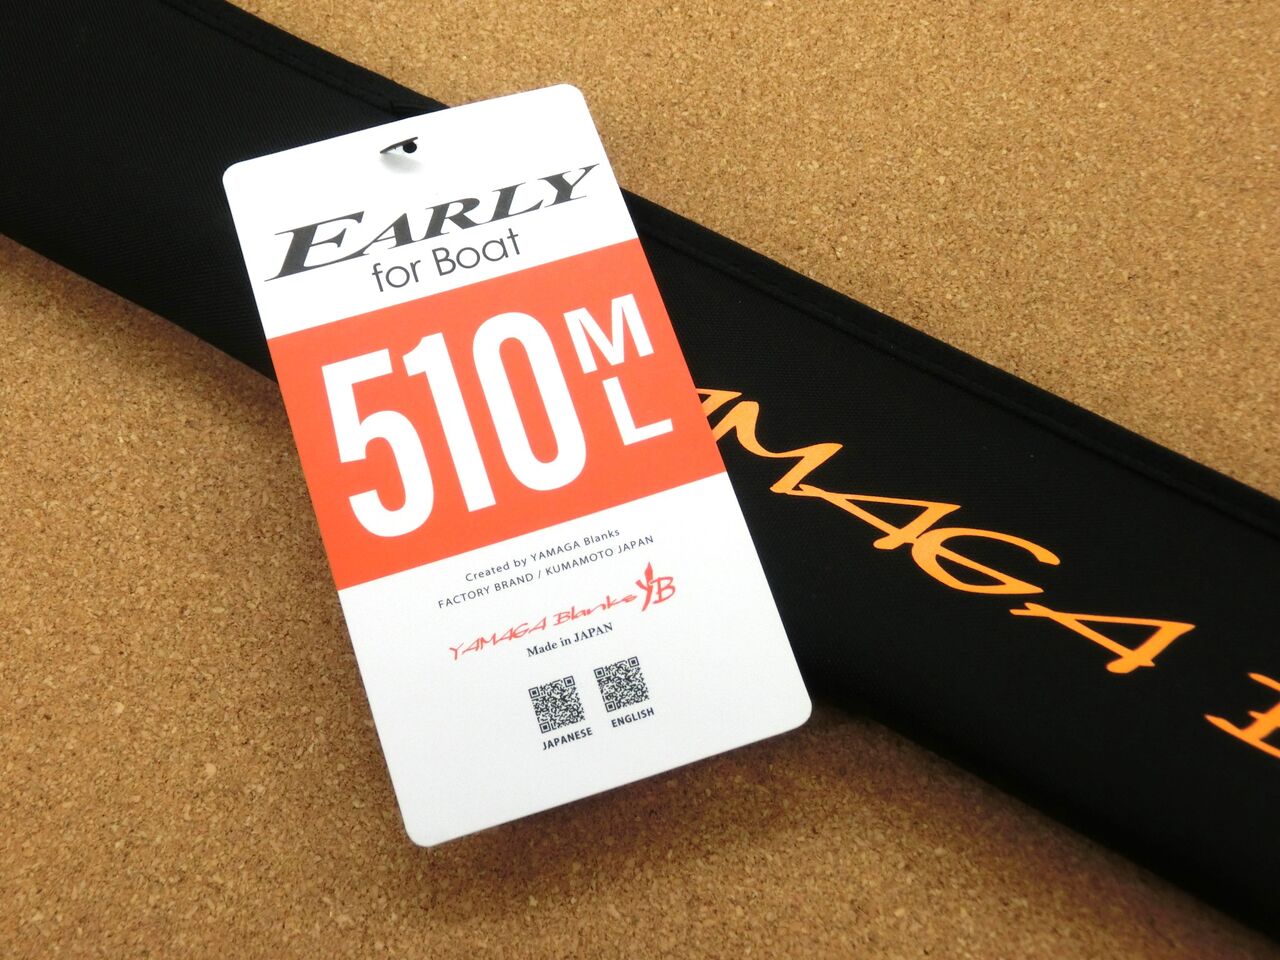 EARLY
for Boat
510ML
Created by YAMAGA Blanks
FACTORY BRAND / KUMAMOTO JAPAN
YAMAGA Blanks YB
Made in JAPAN
JAPANESE
ENGLISH
YAMAGA